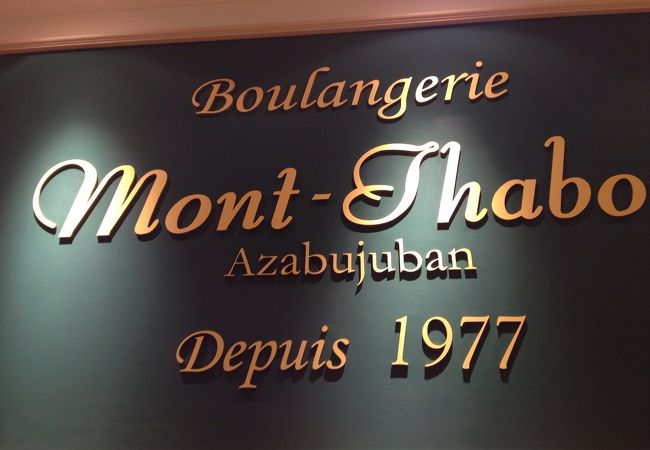 Boulangerie
Mont-Thabo
Azabujuban
Depuis 1977